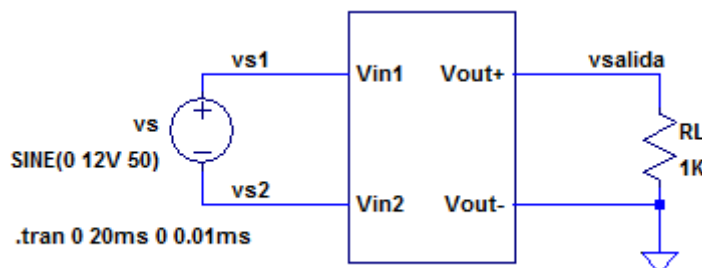 vs1
Vin1
Vout+
vsalida
vs
SINE(0 12V 50)
RL
1K
vs2
Vin2
Vout-
.tran 0 20ms 0 0.01ms